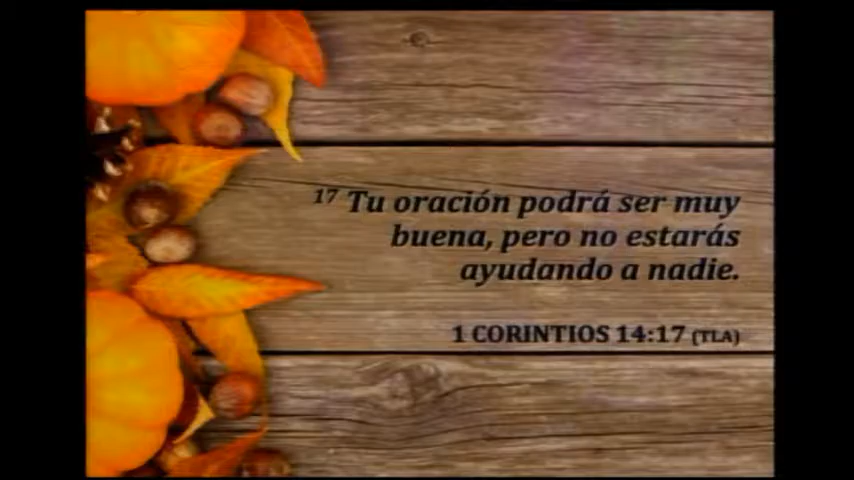 17 Tu oración podrá ser muy
buena, pero no estarás
ayudando a nadie.
1 CORINTIOS 14:17 (TLA)